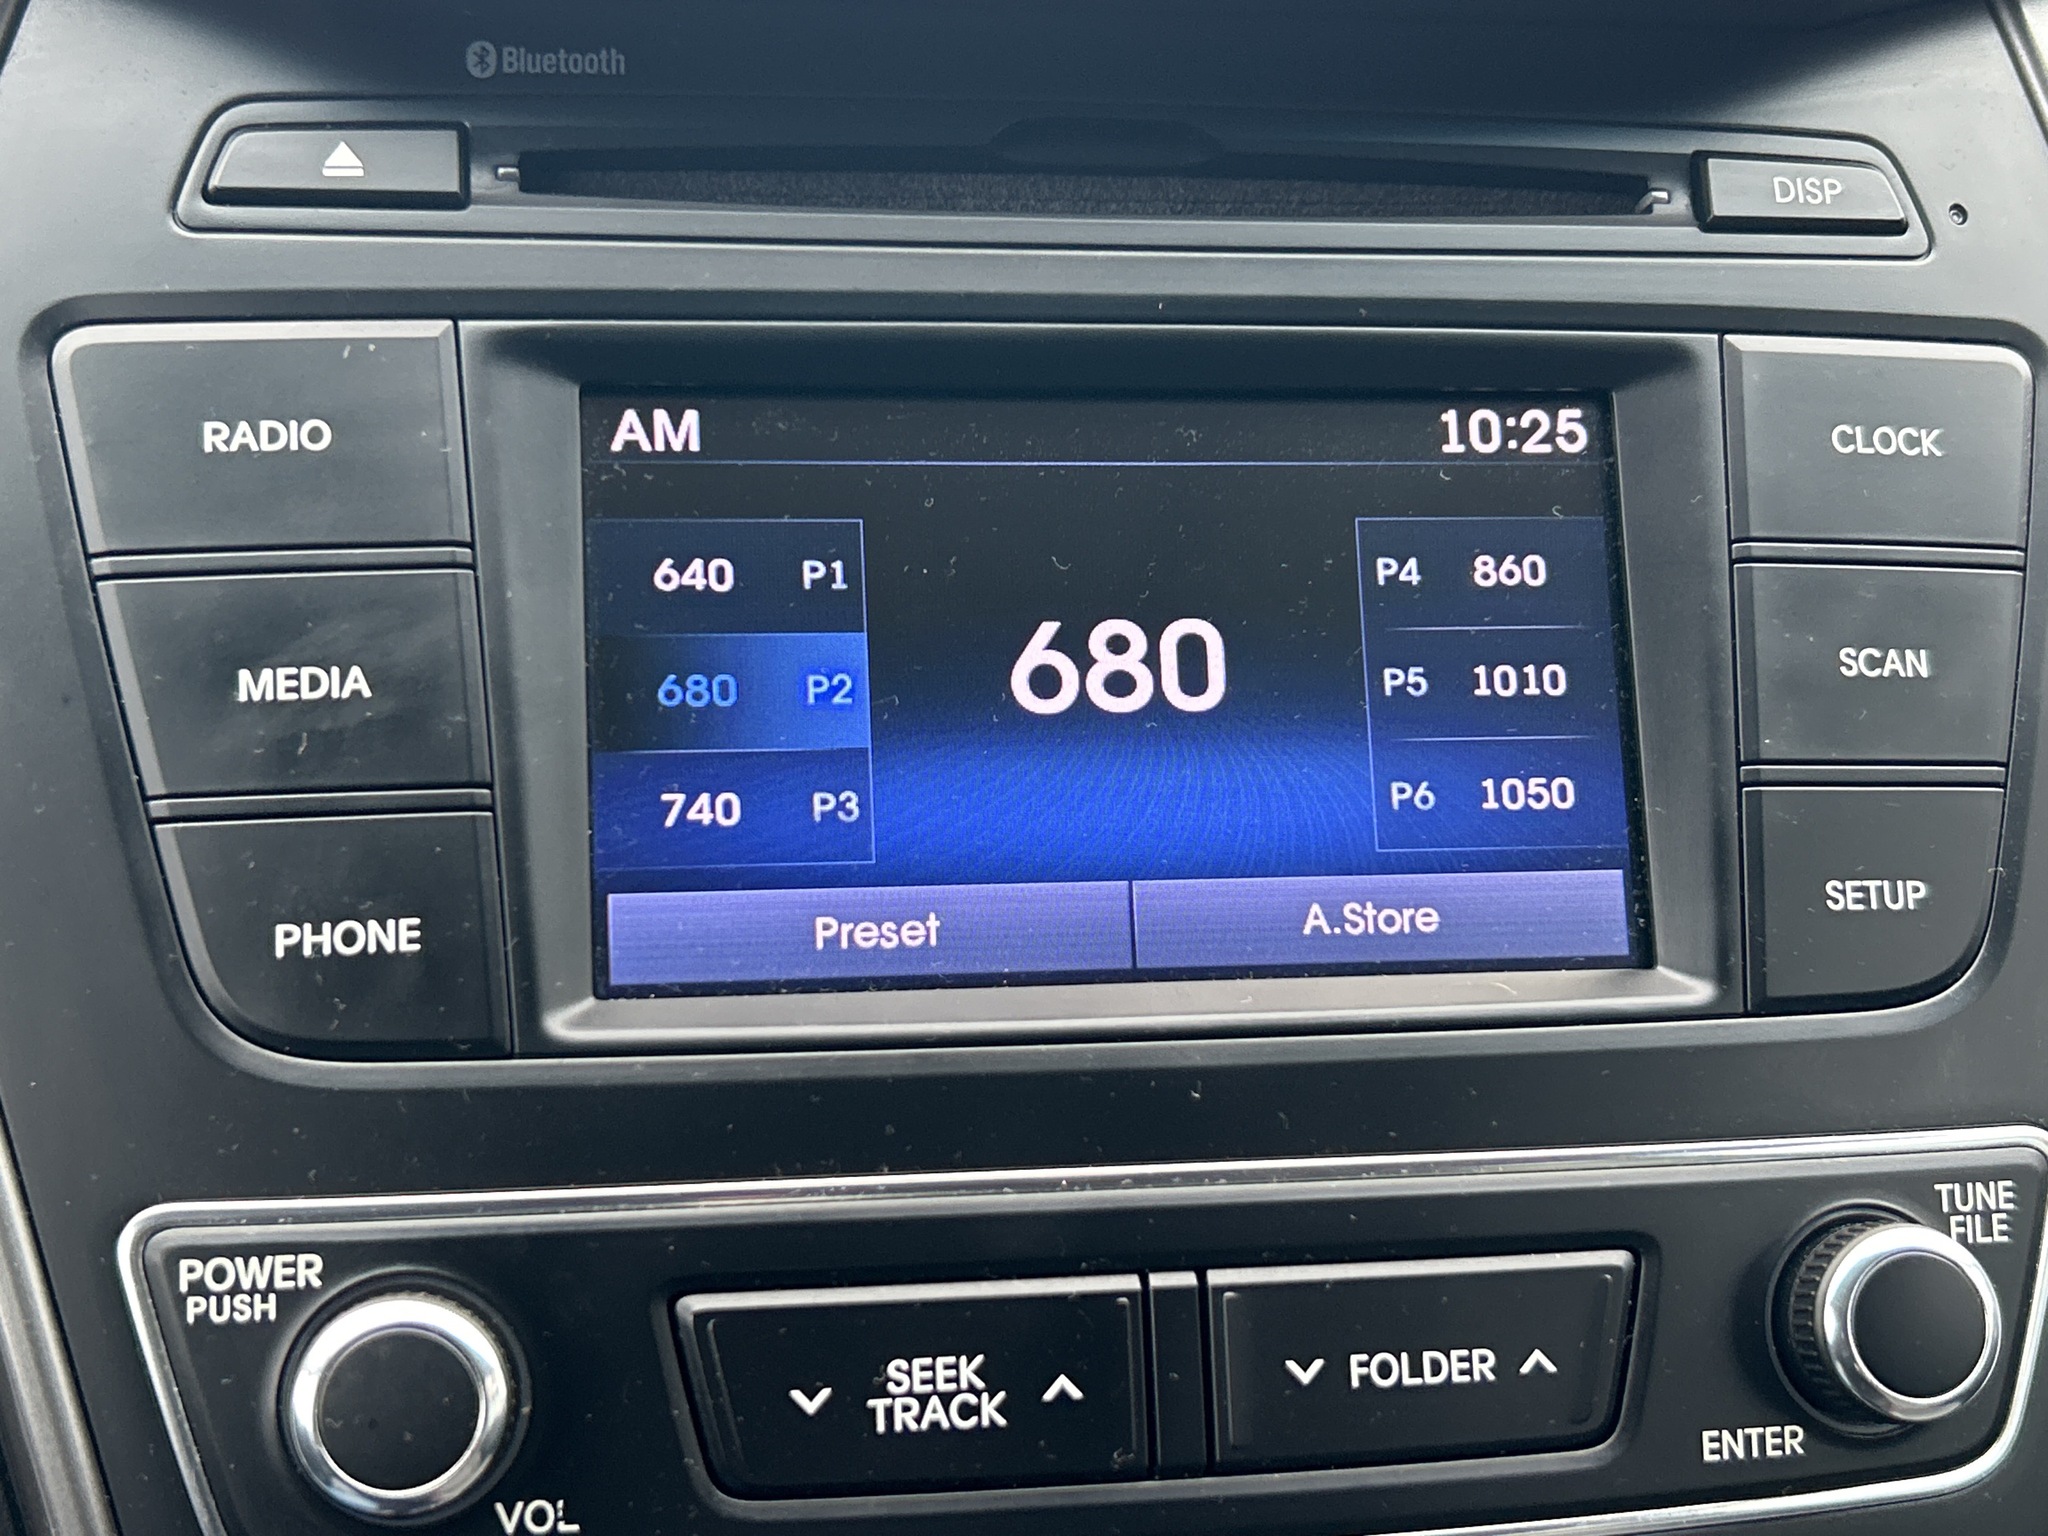 Bluetooth
DISP
RADIO
MEDIA
PHONE
AM 10:25
640 P1
680 P2
740 P3
680
P4 860
P5 1010
P6 1050
Preset
A.Store
CLOCK
SCAN
SETUP
POWER
PUSH
VOL
SEEK
TRACK
FOLDER
TUNE
FILE
ENTER